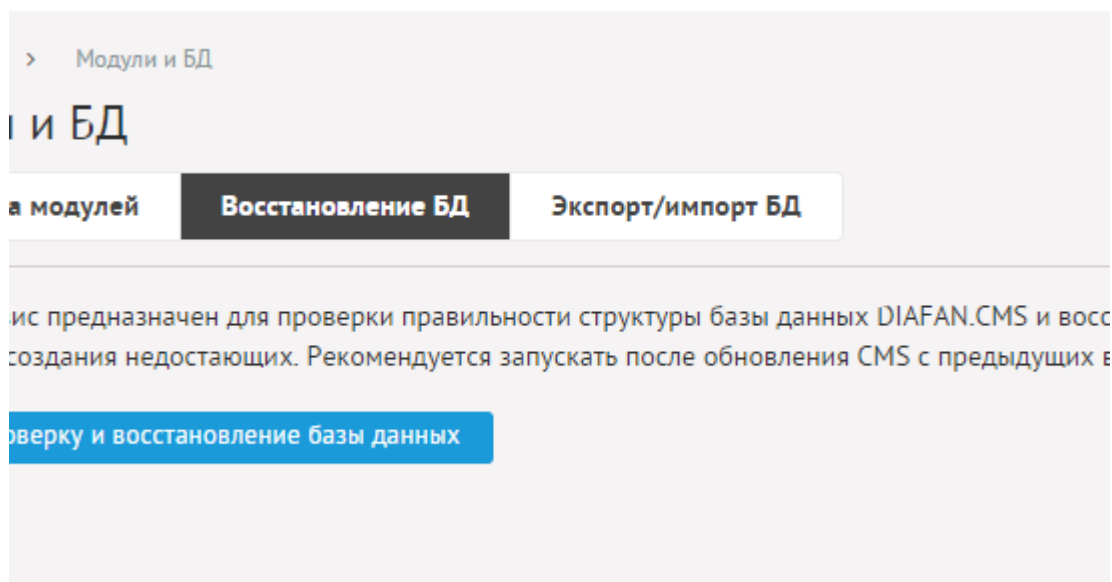 > Модули и БД
и БД
а модулей Восстановление БД Экспорт/импорт БД
вис предназначен для проверки правильности структуры базы данных DIAFAN.CMS и восс
создания недостающих. Рекомендуется запускать после обновления CMS с предыдущих в
оверку и восстановление базы данных